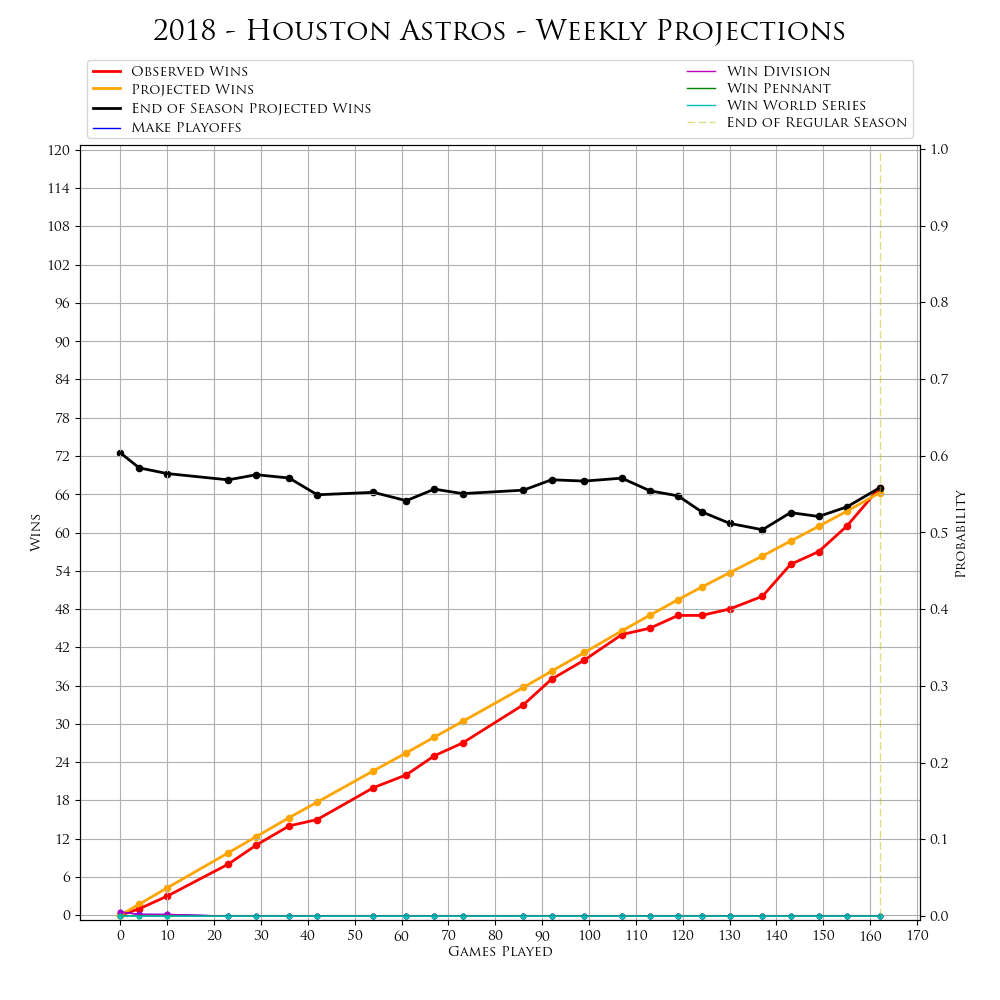 2018 - Houston Astros - Weekly Projections
Observed Wins
Projected Wins
End of Season Projected Wins
Make Playoffs
Win Division
Win Pennant
Win World Series
End of Regular Season
120
114
108
102
96
90
84
78
72
66
60
54
48
42
36
30
24
18
12
6
0
Wins
1.0
0.9
0.8
0.7
0.6
0.5
0.4
0.3
0.2
0.1
0.0
Probability
0 10 20 30 40 50 60 70 80 90 100 110 120 130 140 150 160 170
Games Played